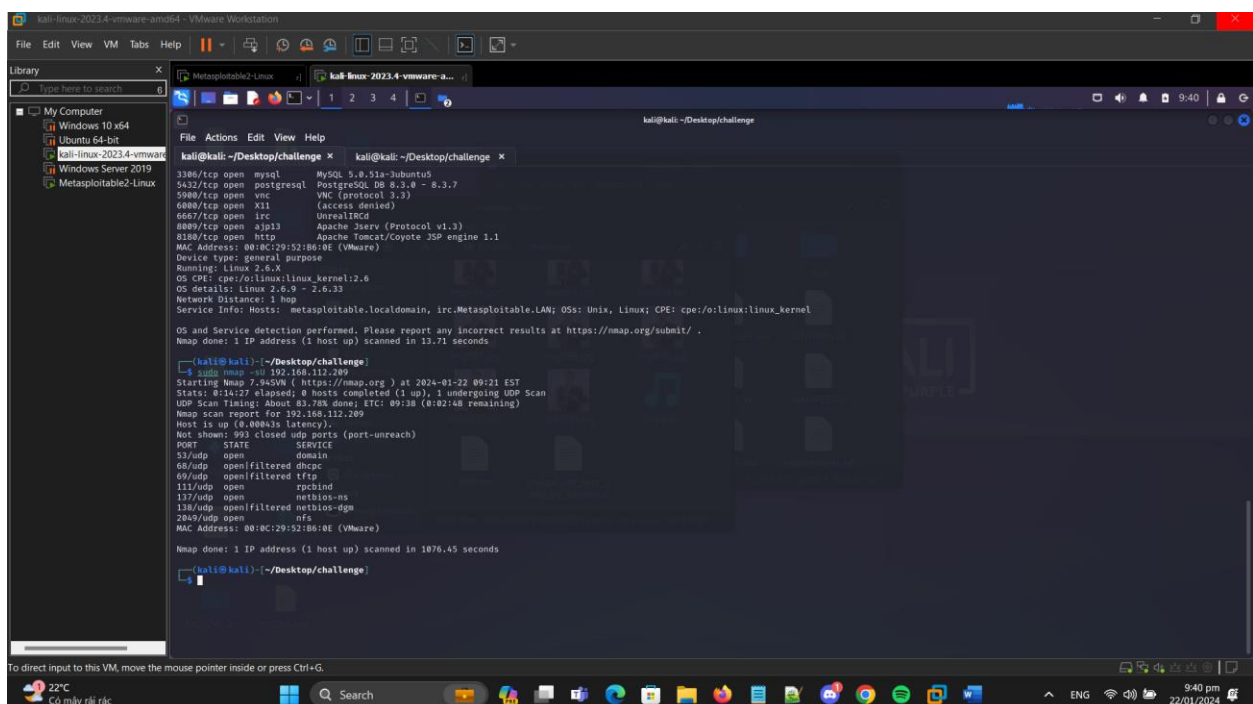 kali-linux-2023.4-vmware-amd64 - VMware Workstation
File Edit View VM Tabs Help
Library
Type here to search
My Computer
Windows 10 x64
Ubuntu 64-bit
kali-linux-2023.4-vmware
Windows Server 2019
Metasploitable2-Linux
Metasploitable2-Linux
kali-linux-2023.4-vmware-a...
1 2 3 4
9:40
kali@kali: ~/Desktop/challenge
File Actions Edit View Help
kali@kali: ~/Desktop/challenge × kali@kali: ~/Desktop/challenge ×
3306/tcp open mysql MySQL 5.0.51a-3ubuntu5
5432/tcp open postgresql PostgreSQL DB 8.3.0 - 8.3.7
5900/tcp open vnc VNC (protocol 3.3)
6000/tcp open X11 (access denied)
6667/tcp open irc UnrealIRCd
8009/tcp open ajp13 Apache Jserv (Protocol v1.3)
8180/tcp open http Apache Tomcat/Coyote JSP engine 1.1
MAC Address: 00:0C:29:52:B6:0E (VMware)
Device type: general purpose
Running: Linux 2.6.X
OS CPE: cpe:/o:linux:linux_kernel:2.6
OS details: Linux 2.6.9 - 2.6.33
Network Distance: 1 hop
Service Info: Hosts: metasploitable.localdomain, irc.Metasploitable.LAN; OSs: Unix, Linux; CPE: cpe:/o:linux:linux_kernel
OS and Service detection performed. Please report any incorrect results at https://nmap.org/submit/ .
Nmap done: 1 IP address (1 host up) scanned in 13.71 seconds
┌──(kali㉿kali)-[~/Desktop/challenge]
└─$ sudo nmap -sU 192.168.112.209
Starting Nmap 7.94SVN ( https://nmap.org ) at 2024-01-22 09:21 EST
Stats: 0:14:27 elapsed; 0 hosts completed (1 up), 1 undergoing UDP Scan
UDP Scan Timing: About 83.78% done; ETC: 09:38 (0:02:48 remaining)
Nmap scan report for 192.168.112.209
Host is up (0.00043s latency).
Not shown: 993 closed udp ports (port-unreach)
PORT STATE SERVICE
53/udp open domain
68/udp open|filtered dhcpc
69/udp open|filtered tftp
111/udp open rpcbind
137/udp open netbios-ns
138/udp open|filtered netbios-dgm
2049/udp open nfs
MAC Address: 00:0C:29:52:B6:0E (VMware)
Nmap done: 1 IP address (1 host up) scanned in 1076.45 seconds
┌──(kali㉿kali)-[~/Desktop/challenge]
└─$
To direct input to this VM, move the mouse pointer inside or press Ctrl+G.
22°C
Có mây rải rác
Search
ENG
9:40 pm
22/01/2024